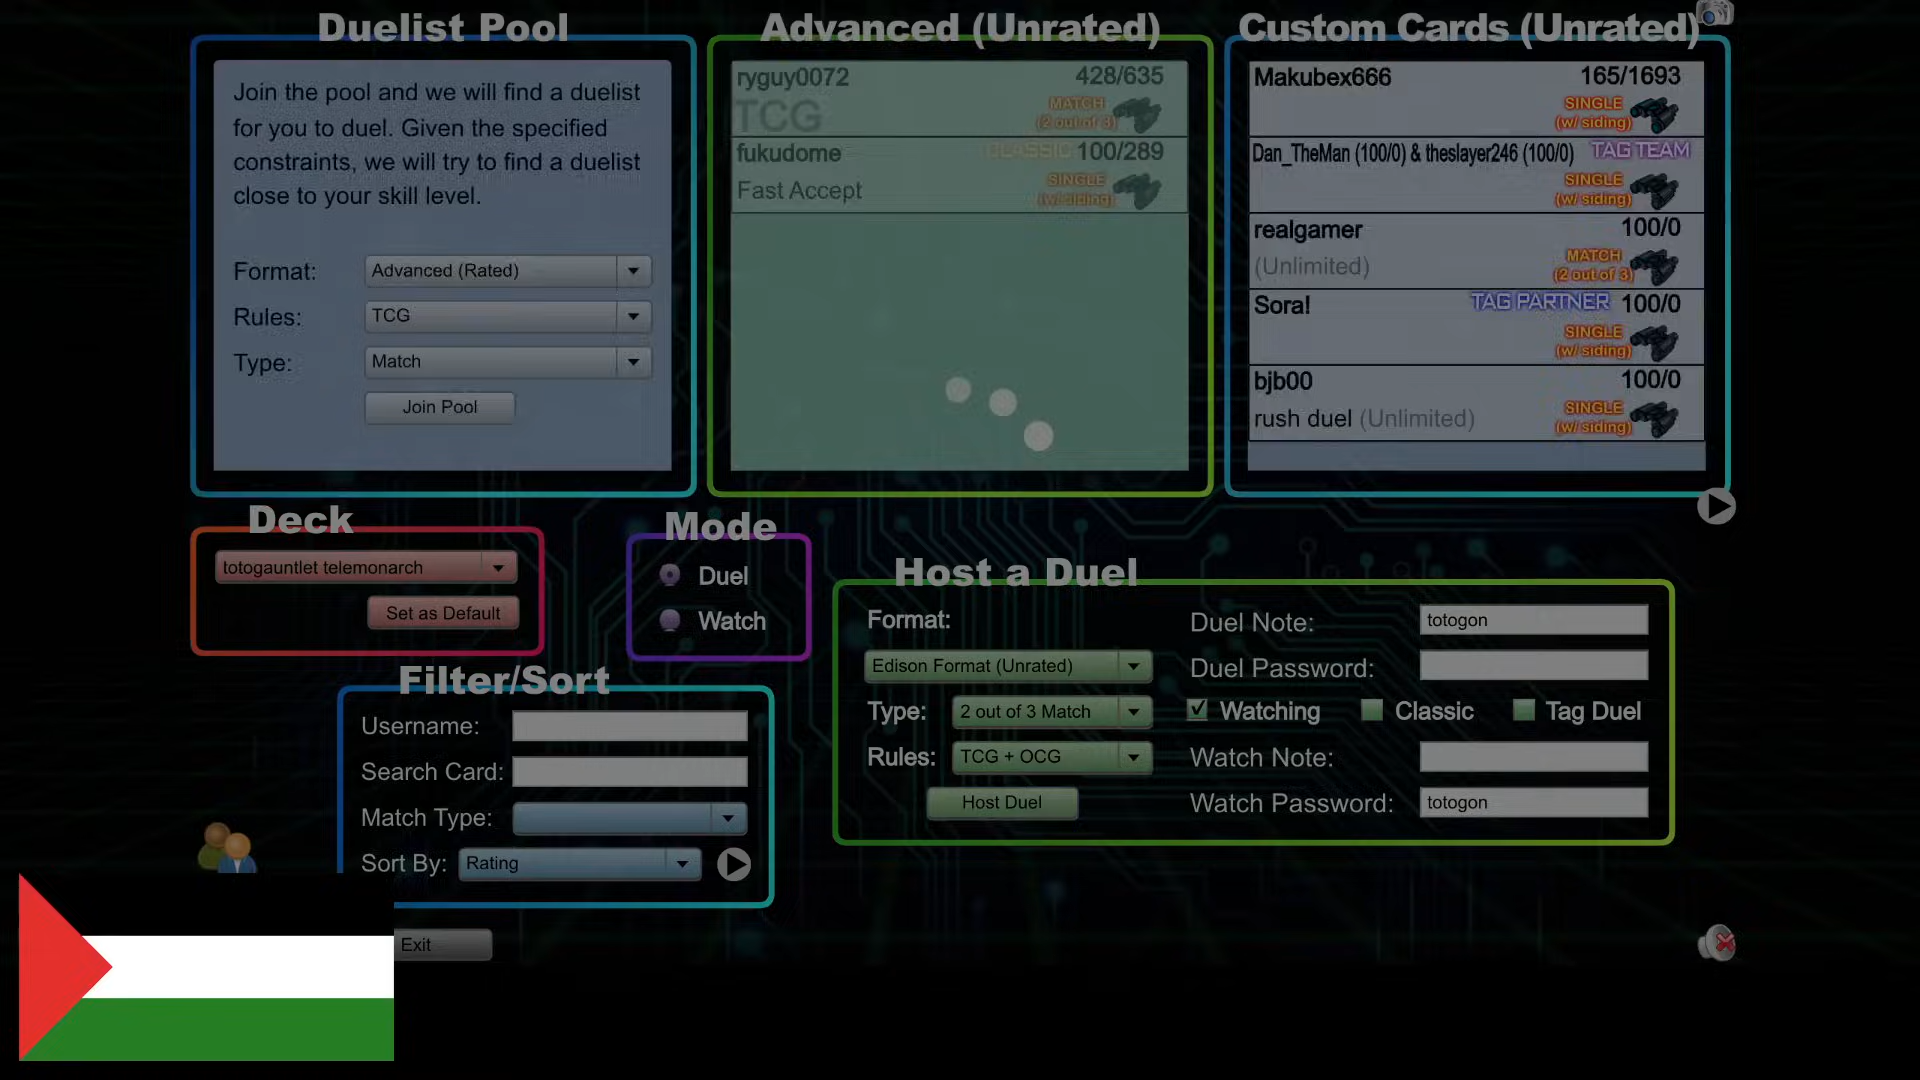 Duelist Pool
Join the pool and we will find a duelist
for you to duel. Given the specified
constraints, we will try to find a duelist
close to your skill level.
Format: Advanced (Rated)
Rules: TCG
Type: Match
Join Pool
Advanced (Unrated)
ryguy0072 428/635
TCG MATCH
(2 out of 3)
fukudome CLASSIC 100/289
Fast Accept SINGLE
(w/ siding)
Custom Cards (Unrated)
Makubex666 165/1693
SINGLE
(w/ siding)
Dan_TheMan (100/0) & theslayer246 (100/0) TAG TEAM
SINGLE
(w/ siding)
realgamer 100/0
(Unlimited) MATCH
(2 out of 3)
Sora! TAG PARTNER 100/0
SINGLE
(w/ siding)
bjb00 100/0
rush duel (Unlimited) SINGLE
(w/ siding)
Deck
totogauntlet telemonarch
Set as Default
Mode
Duel
Watch
Filter/Sort
Username:
Search Card:
Match Type:
Sort By: Rating
Exit
Host a Duel
Format:
Edison Format (Unrated)
Type: 2 out of 3 Match
Rules: TCG + OCG
Host Duel
Duel Note: totogon
Duel Password:
Watching Classic Tag Duel
Watch Note:
Watch Password: totogon